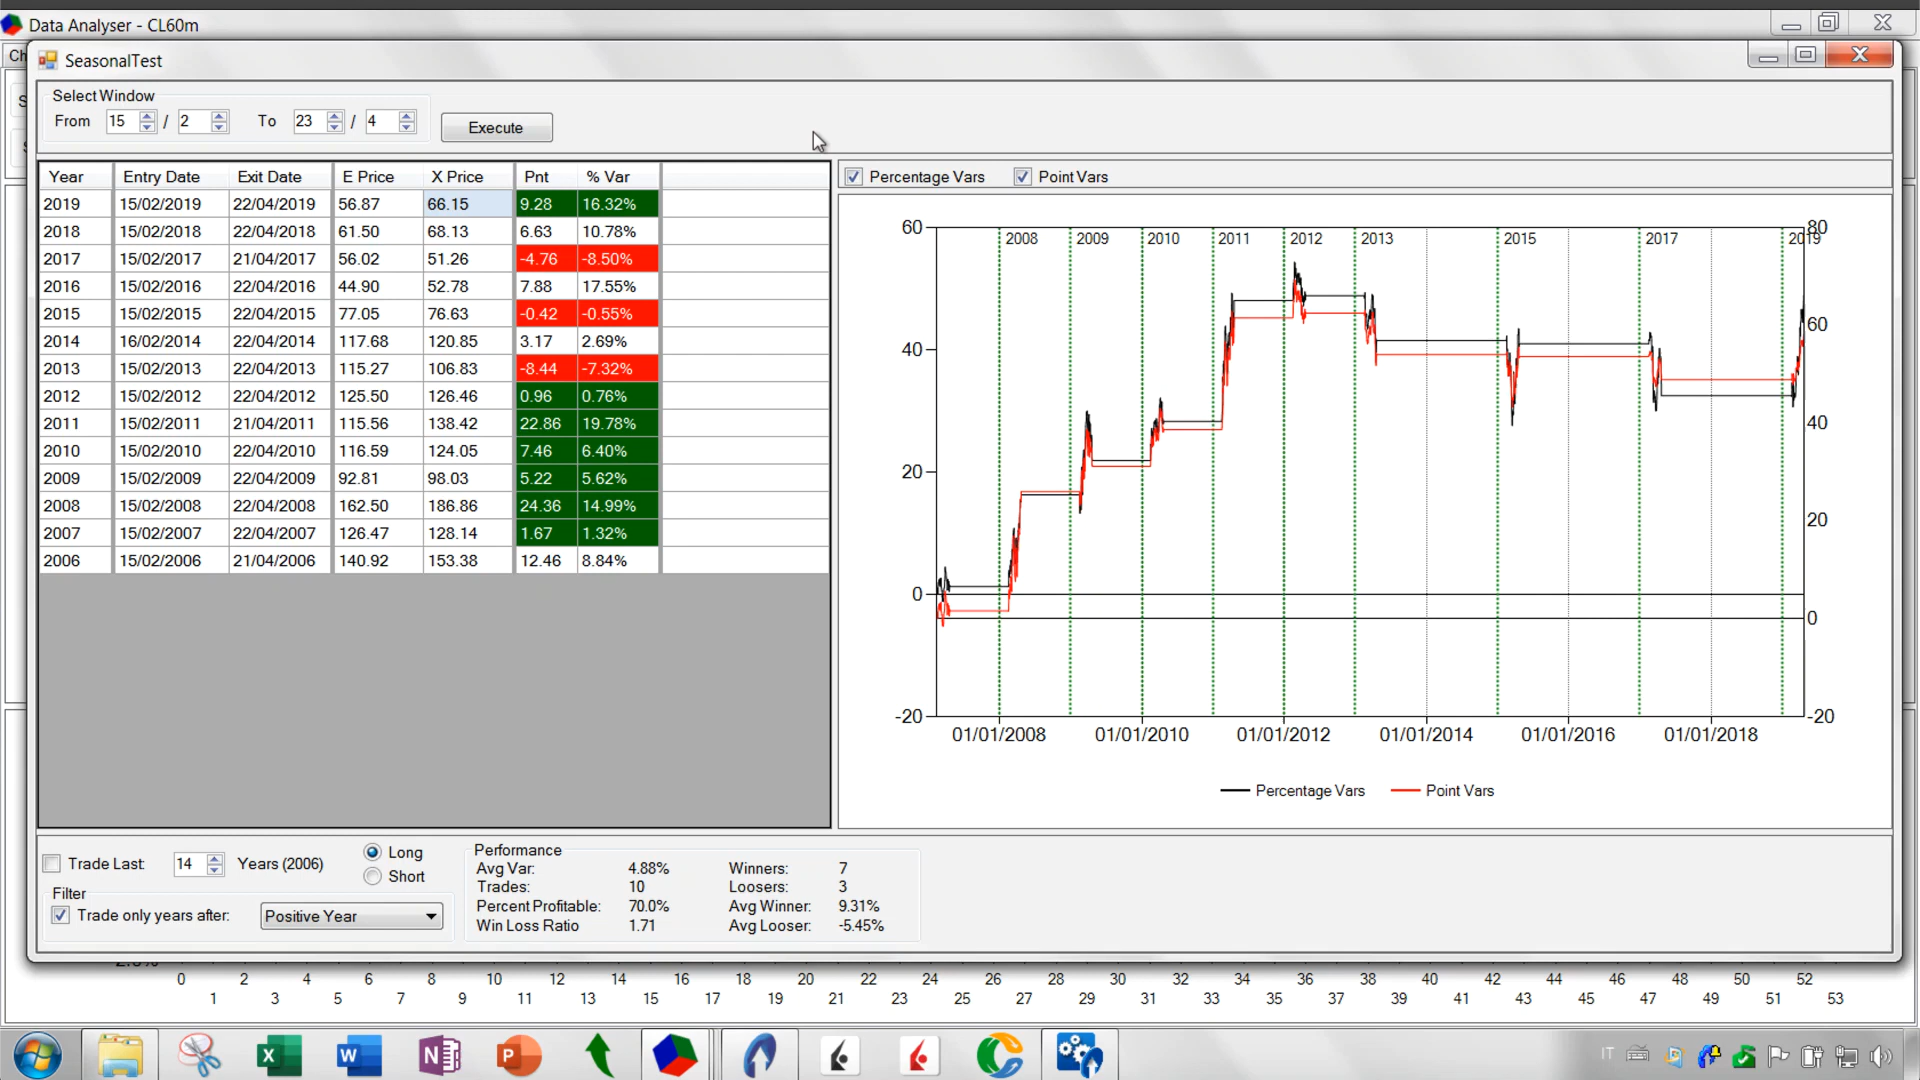 Data Analyser - CL60m
Ch
SeasonalTest
Select Window
From 15 / 2 To 23 / 4 Execute
Year Entry Date Exit Date E Price X Price Pnt % Var
2019 15/02/2019 22/04/2019 56.87 66.15 9.28 16.32%
2018 15/02/2018 22/04/2018 61.50 68.13 6.63 10.78%
2017 15/02/2017 21/04/2017 56.02 51.26 -4.76 -8.50%
2016 15/02/2016 22/04/2016 44.90 52.78 7.88 17.55%
2015 15/02/2015 22/04/2015 77.05 76.63 -0.42 -0.55%
2014 16/02/2014 22/04/2014 117.68 120.85 3.17 2.69%
2013 15/02/2013 22/04/2013 115.27 106.83 -8.44 -7.32%
2012 15/02/2012 22/04/2012 125.50 126.46 0.96 0.76%
2011 15/02/2011 21/04/2011 115.56 138.42 22.86 19.78%
2010 15/02/2010 22/04/2010 116.59 124.05 7.46 6.40%
2009 15/02/2009 22/04/2009 92.81 98.03 5.22 5.62%
2008 15/02/2008 22/04/2008 162.50 186.86 24.36 14.99%
2007 15/02/2007 22/04/2007 126.47 128.14 1.67 1.32%
2006 15/02/2006 21/04/2006 140.92 153.38 12.46 8.84%
Percentage Vars Point Vars
60 80
2008 2009 2010 2011 2012 2013 2015 2017 2019
60
40
40
20
20
0
0
-20 -20
01/01/2008 01/01/2010 01/01/2012 01/01/2014 01/01/2016 01/01/2018
Percentage Vars Point Vars
Trade Last: 14 Years (2006)
Long
Short
Filter
Trade only years after: Positive Year
Performance
Avg Var: 4.88% Winners: 7
Trades: 10 Loosers: 3
Percent Profitable: 70.0% Avg Winner: 9.31%
Win Loss Ratio 1.71 Avg Looser: -5.45%
0 2 4 6 8 10 12 14 16 18 20 22 24 26 28 30 32 34 36 38 40 42 44 46 48 50 52
1 3 5 7 9 11 13 15 17 19 21 23 25 27 29 31 33 35 37 39 41 43 45 47 49 51 53
X W N P IT